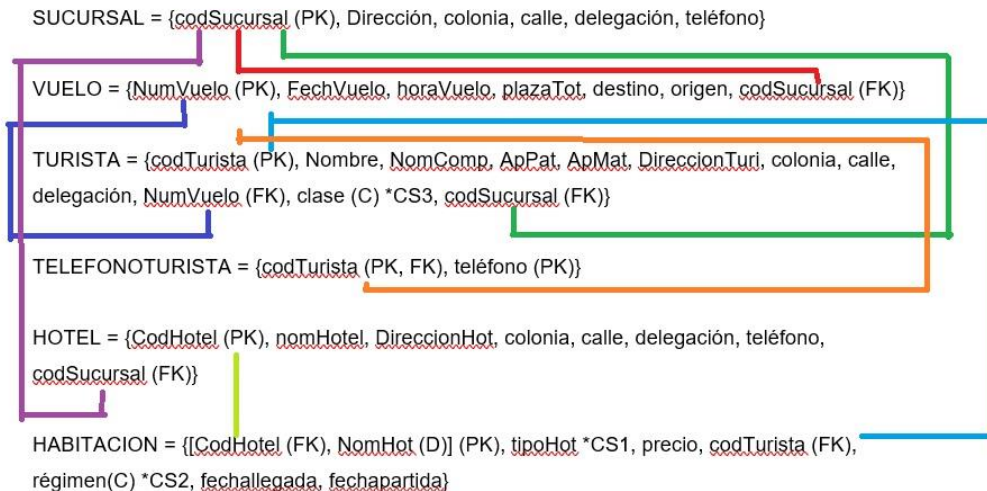 SUCURSAL = {codSucursal (PK), Dirección, colonia, calle, delegación, teléfono}
VUELO = {NumVuelo (PK), FechVuelo, horaVuelo, plazaTot, destino, origen, codSucursal (FK)}
TURISTA = {codTurista (PK), Nombre, NomComp, ApPat, ApMat, DireccionTuri, colonia, calle,
delegación, NumVuelo (FK), clase (C) *CS3, codSucursal (FK)}
TELEFONOTURISTA = {codTurista (PK, FK), teléfono (PK)}
HOTEL = {CodHotel (PK), nomHotel, DireccionHot, colonia, calle, delegación, teléfono,
codSucursal (FK)}
HABITACION = {[CodHotel (FK), NomHot (D)] (PK), tipoHot *CS1, precio, codTurista (FK),
régimen(C) *CS2, fechallegada, fechapartida}